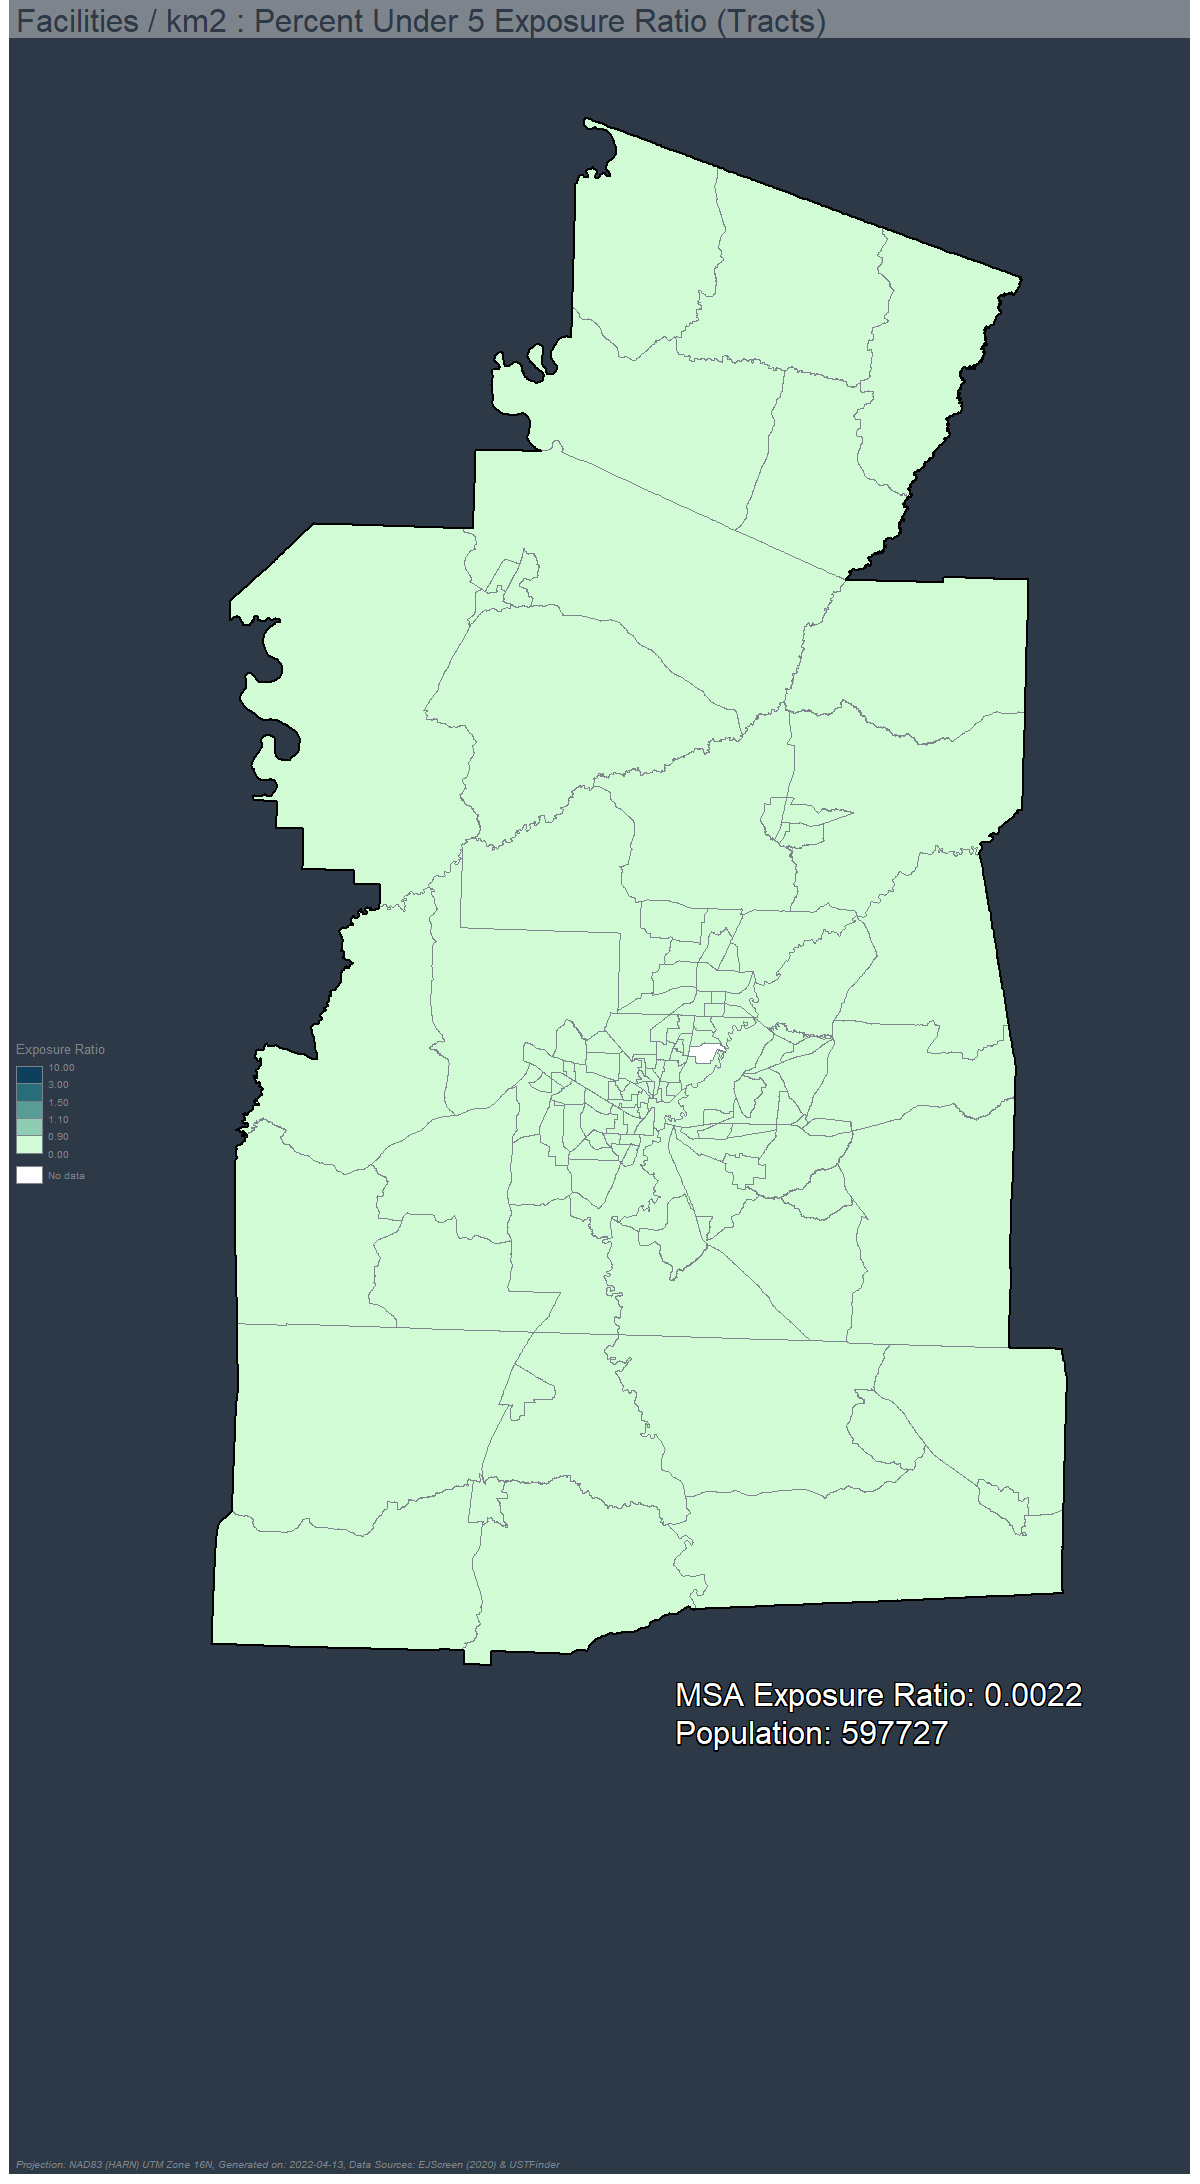 Facilities / km2 : Percent Under 5 Exposure Ratio (Tracts)
Exposure Ratio
10.00
3.00
1.50
1.10
0.90
0.00
No data
MSA Exposure Ratio: 0.0022
Population: 597727
Projection: NAD83 (HARN) UTM Zone 16N, Generated on: 2022-04-13, Data Sources: EJScreen (2020) & USTFinder